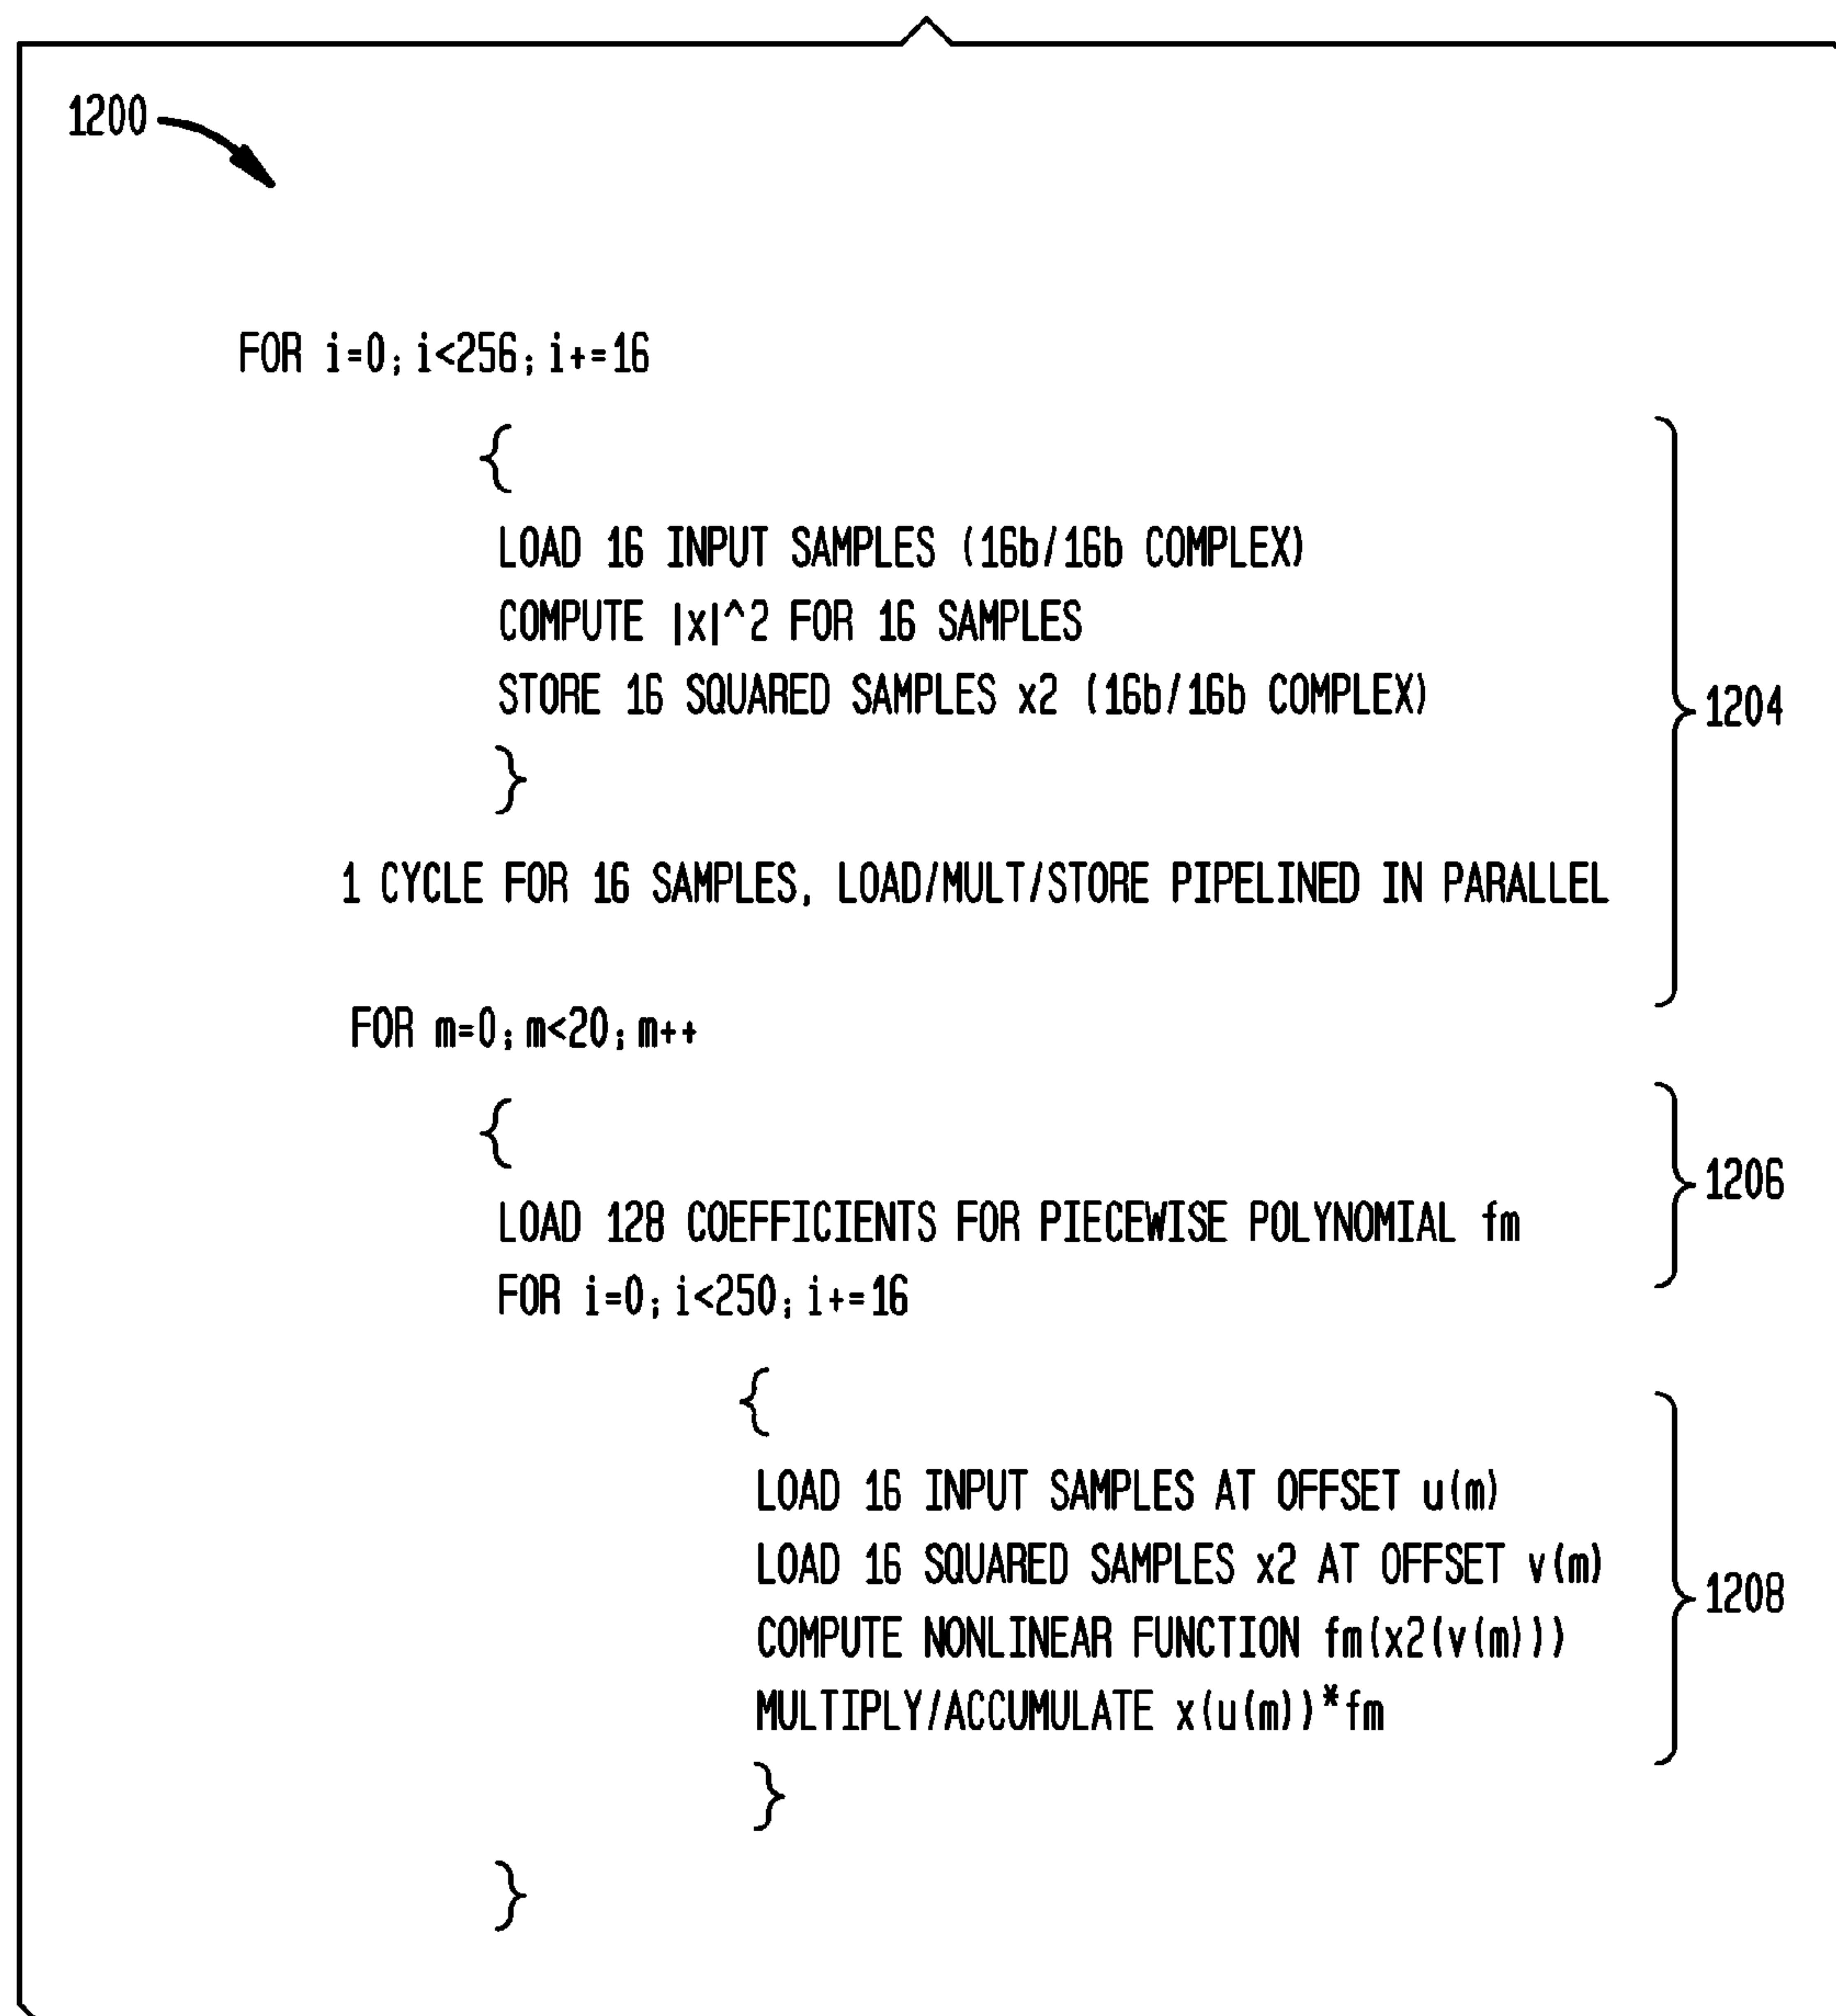 1200
FOR i=0; i<256; i+=16
{
LOAD 16 INPUT SAMPLES (16b/16b COMPLEX)
COMPUTE |x|^2 FOR 16 SAMPLES
STORE 16 SQUARED SAMPLES x2 (16b/16b COMPLEX)
}
1204
1 CYCLE FOR 16 SAMPLES, LOAD/MULT/STORE PIPELINED IN PARALLEL
FOR m=0; m<20; m++
{
LOAD 128 COEFFICIENTS FOR PIECEWISE POLYNOMIAL fm
1206
FOR i=0; i<250; i+=16
{
LOAD 16 INPUT SAMPLES AT OFFSET u(m)
LOAD 16 SQUARED SAMPLES x2 AT OFFSET v(m)
COMPUTE NONLINEAR FUNCTION fm(x2(v(m)))
MULTIPLY/ACCUMULATE x(u(m))*fm
1208
}
}